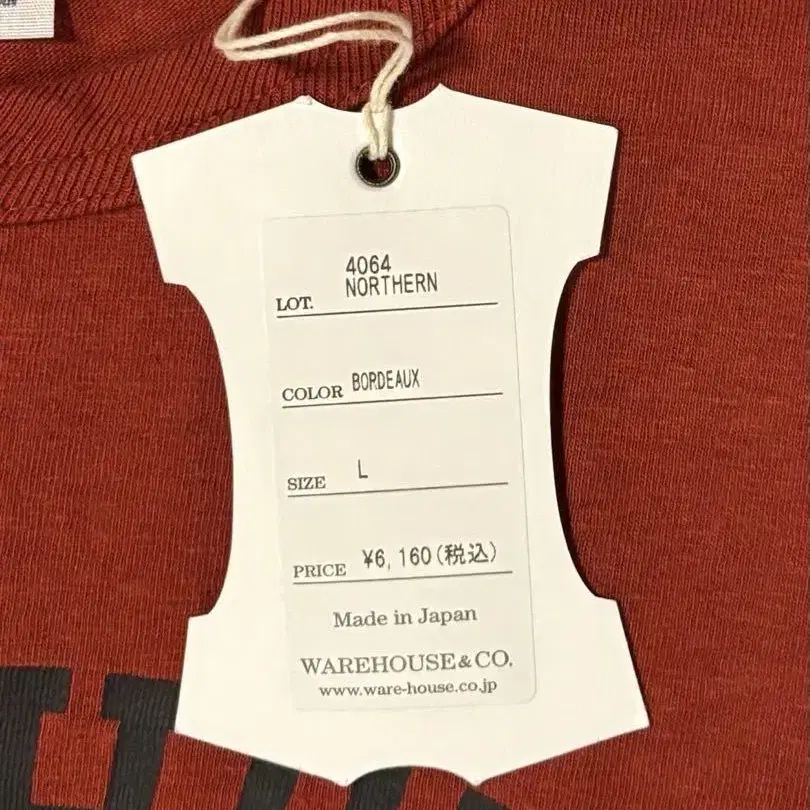 4064
NORTHERN
LOT.
COLOR BORDEAUX
SIZE L
PRICE ¥6,160(税込)
Made in Japan
WAREHOUSE&CO.
www.ware-house.co.jp